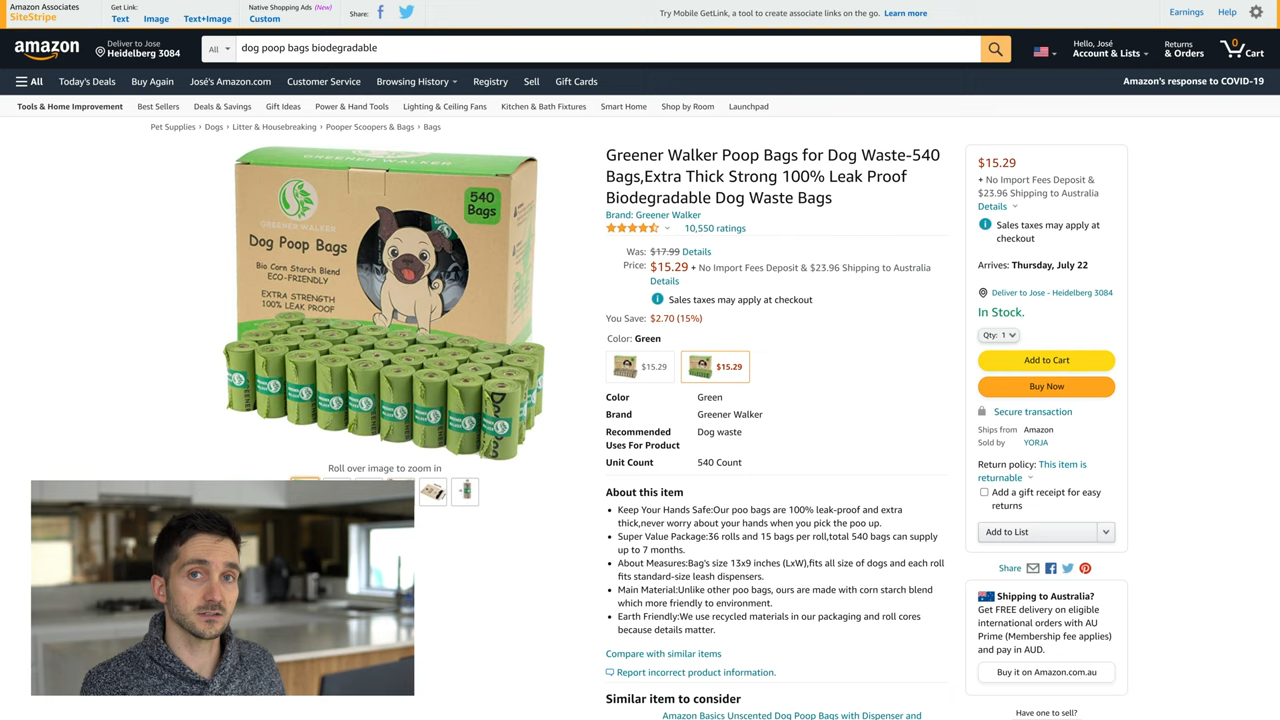 Amazon Associates
SiteStripe
Get Link:
Text Image Text+Image
Native Shopping Ads (New)
Custom
Share:
Try Mobile GetLink, a tool to create associate links on the go. Learn more
Earnings Help
amazon
Deliver to Jose
Heidelberg 3084
All
dog poop bags biodegradable
Hello, José
Account & Lists
Returns
& Orders
0
Cart
All Today's Deals Buy Again José's Amazon.com Customer Service Browsing History Registry Sell Gift Cards
Amazon's response to COVID-19
Tools & Home Improvement Best Sellers Deals & Savings Gift Ideas Power & Hand Tools Lighting & Ceiling Fans Kitchen & Bath Fixtures Smart Home Shop by Room Launchpad
Pet Supplies › Dogs › Litter & Housebreaking › Pooper Scoopers & Bags › Bags
GREENER WALKER
540
Bags
GREENER WALKER
Dog Poop Bags
Bio Corn Starch Blend
ECO-FRIENDLY
EXTRA STRENGTH
100% LEAK PROOF
Roll over image to zoom in
Greener Walker Poop Bags for Dog Waste-540
Bags,Extra Thick Strong 100% Leak Proof
Biodegradable Dog Waste Bags
Brand: Greener Walker
10,550 ratings
Was: $17.99 Details
Price: $15.29 + No Import Fees Deposit & $23.96 Shipping to Australia
Details
Sales taxes may apply at checkout
You Save: $2.70 (15%)
Color: Green
$15.29
$15.29
Color Green
Brand Greener Walker
Recommended Dog waste
Uses For Product
Unit Count 540 Count
About this item
• Keep Your Hands Safe:Our poo bags are 100% leak-proof and extra
thick,never worry about your hands when you pick the poo up.
• Super Value Package:36 rolls and 15 bags per roll,total 540 bags can supply
up to 7 months.
• About Measures:Bag's size 13x9 inches (LxW),fits all size of dogs and each roll
fits standard-size leash dispensers.
• Main Material:Unlike other poo bags, ours are made with corn starch blend
which more friendly to environment.
• Earth Friendly:We use recycled materials in our packaging and roll cores
because details matter.
Compare with similar items
Report incorrect product information.
Similar item to consider
Amazon Basics Unscented Dog Poop Bags with Dispenser and
$15.29
+ No Import Fees Deposit &
$23.96 Shipping to Australia
Details
Sales taxes may apply at
checkout
Arrives: Thursday, July 22
Deliver to Jose - Heidelberg 3084
In Stock.
Qty: 1
Add to Cart
Buy Now
Secure transaction
Ships from Amazon
Sold by YORJA
Return policy: This item is
returnable
Add a gift receipt for easy
returns
Add to List
Share
Shipping to Australia?
Get FREE delivery on eligible
international orders with AU
Prime (Membership fee applies)
and pay in AUD.
Buy it on Amazon.com.au
Have one to sell?